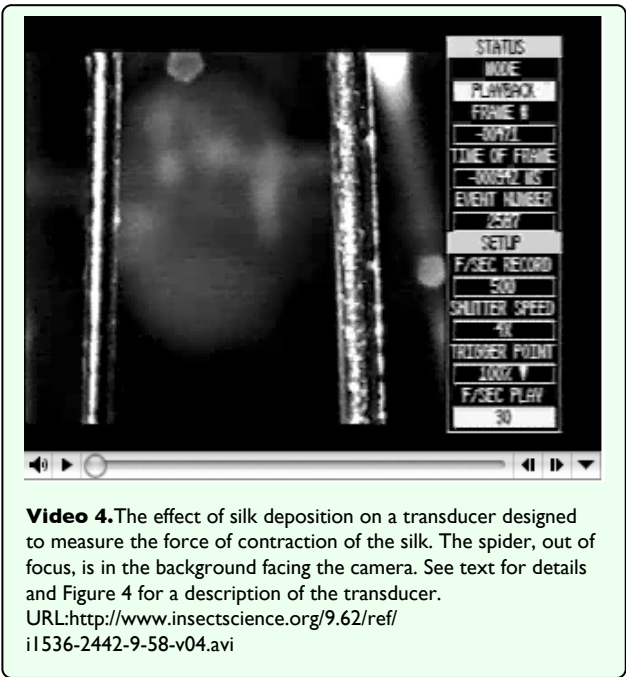 STATUS
MODE
PLAYBACK
FRAME #
TIME OF FRAME
EVENT NUMBER
SETUP
F/SEC RECORD
500
SHUTTER SPEED
4X
TRIGGER POINT
100%
F/SEC PLAY
30
Video 4.The effect of silk deposition on a transducer designed
to measure the force of contraction of the silk. The spider, out of
focus, is in the background facing the camera. See text for details
and Figure 4 for a description of the transducer.
URL:http://www.insectscience.org/9.62/ref/
i1536-2442-9-58-v04.avi